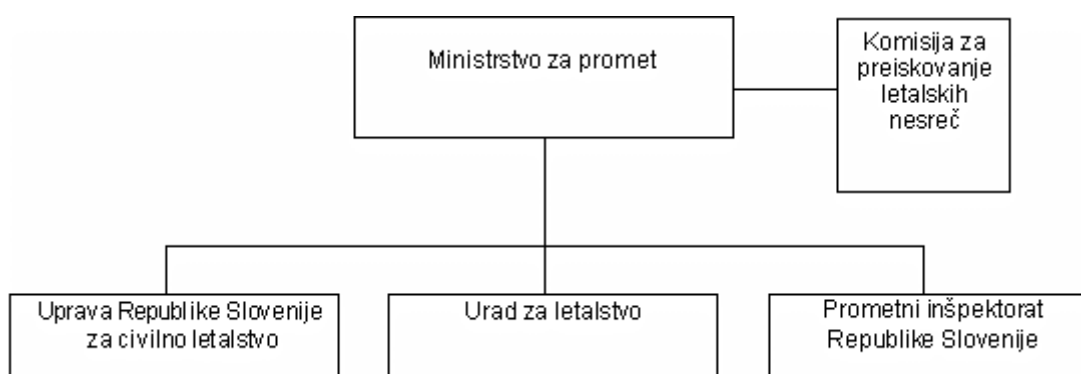 Ministrstvo za promet
Komisija za
preiskovanje
letalskih
nesreč
Uprava Republike Slovenije
za civilno letalstvo
Urad za letalstvo
Prometni inšpektorat
Republike Slovenije